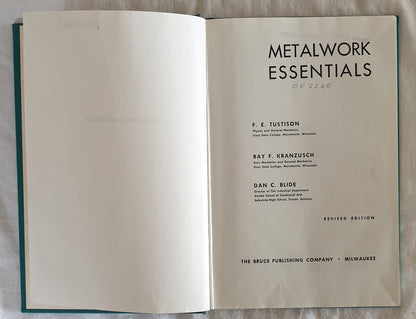 METALWORK
ESSENTIALS
002260
F. E. TUSTISON
Physics and General Mechanics
Stout State College, Menomonie, Wisconsin
RAY F. KRANZUSCH
Auto Mechanics and General Mechanics
Stout State College, Menomonie, Wisconsin
DAN C. BLIDE
Director of The Industrial Department
School of Vocational Arts,
High School, Tucson, Arizona
REVISED EDITION
THE BRUCE PUBLISHING COMPANY • MILWAUKEE